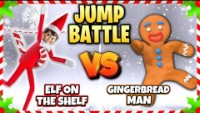 JUMP
BATTLE
VS
ELF ON
THE SHELF
GINGERBREAD
MAN